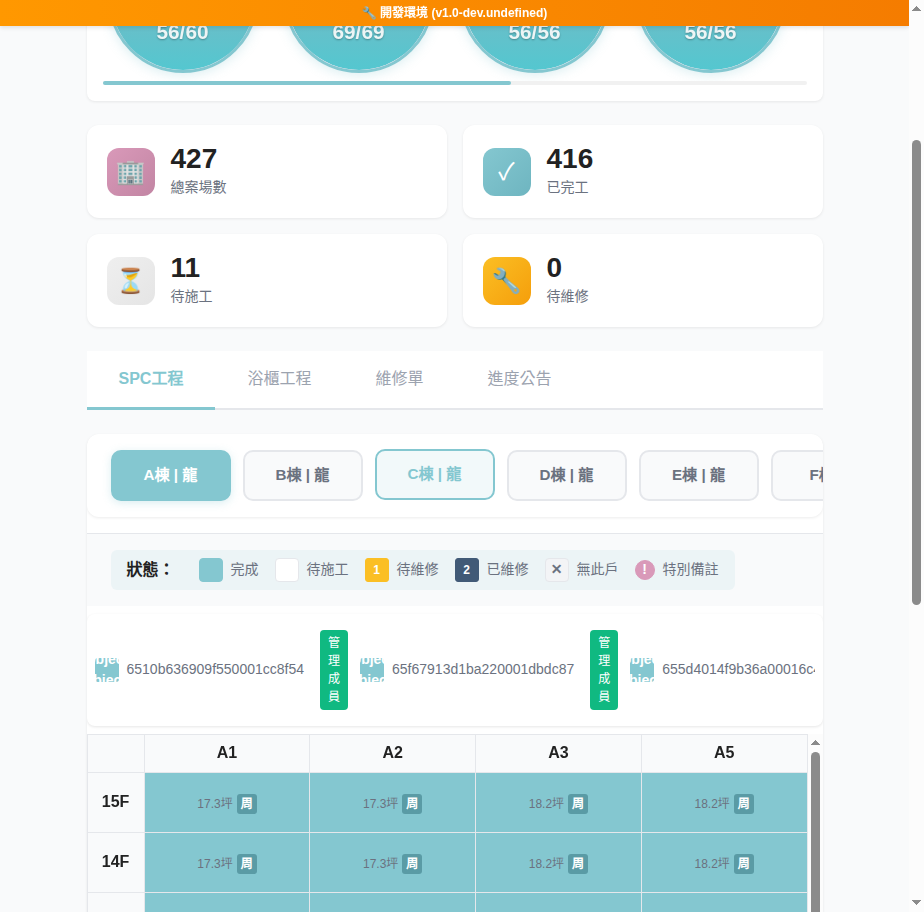 🔧 開發環境 (v1.0-dev.undefined)
56/60 69/69 56/56 56/56
427
總案場數
416
已完工
11
待施工
0
待維修
SPC工程 浴櫃工程 維修單 進度公告
A棟 | 龍 B棟 | 龍 C棟 | 龍 D棟 | 龍 E棟 | 龍
狀態： 完成 待施工 1 待維修 2 已維修 ✕ 無此戶 ! 特別備註
6510b636909f550001cc8f54 管理成員 65f67913d1ba220001dbdc87 管理成員 655d4014f9b36a00016c
A1 A2 A3 A5
15F 17.3坪 周 17.3坪 周 18.2坪 周 18.2坪 周
14F 17.3坪 周 17.3坪 周 18.2坪 周 18.2坪 周